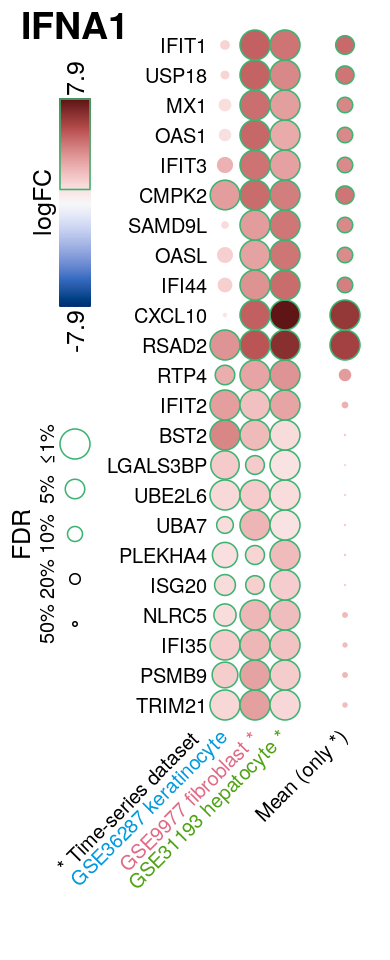 IFNA1
7.9
logFC
-7.9
FDR
≤1%
5%
10%
20%
50%
IFIT1
USP18
MX1
OAS1
IFIT3
CMPK2
SAMD9L
OASL
IFI44
CXCL10
RSAD2
RTP4
IFIT2
BST2
LGALS3BP
UBE2L6
UBA7
PLEKHA4
ISG20
NLRC5
IFI35
PSMB9
TRIM21
* Time-series dataset
GSE36287 keratinocyte
GSE9977 fibroblast *
GSE31193 hepatocyte *
Mean (only *)